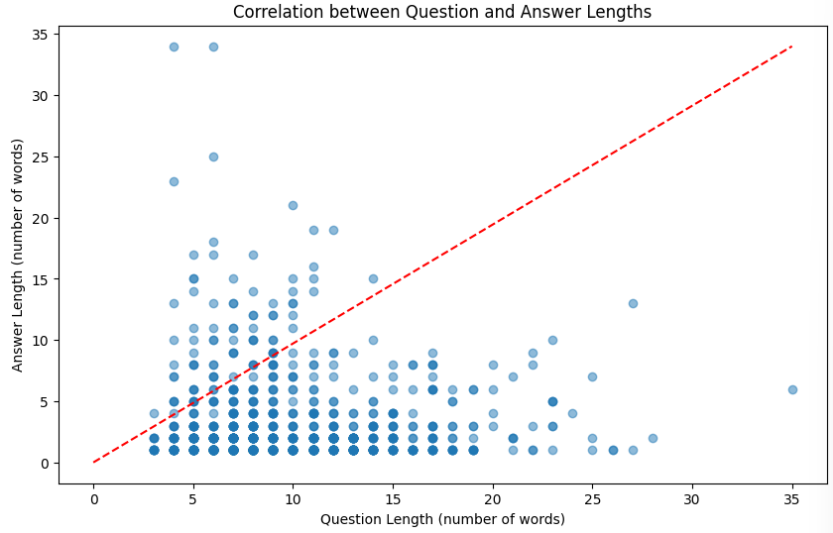 Correlation between Question and Answer Lengths
35
30
25
20
15
10
5
0
Answer Length (number of words)
0 5 10 15 20 25 30 35
Question Length (number of words)